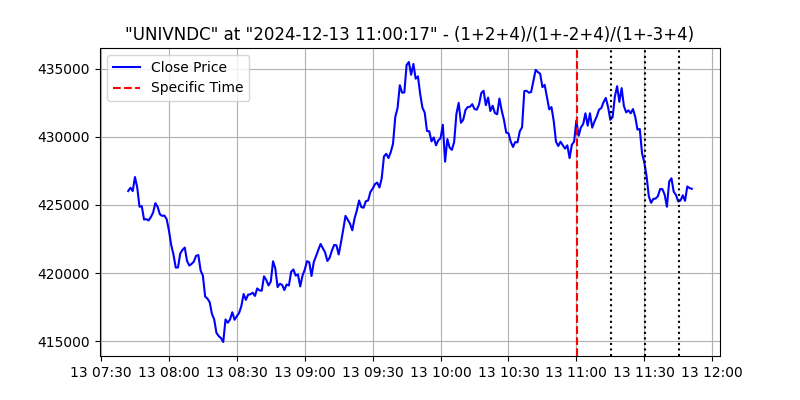 "UNIVNDC" at "2024-12-13 11:00:17" - (1+2+4)/(1+-2+4)/(1+-3+4)
Close Price
Specific Time
435000
430000
425000
420000
415000
13 07:30 13 08:00 13 08:30 13 09:00 13 09:30 13 10:00 13 10:30 13 11:00 13 11:30 13 12:00